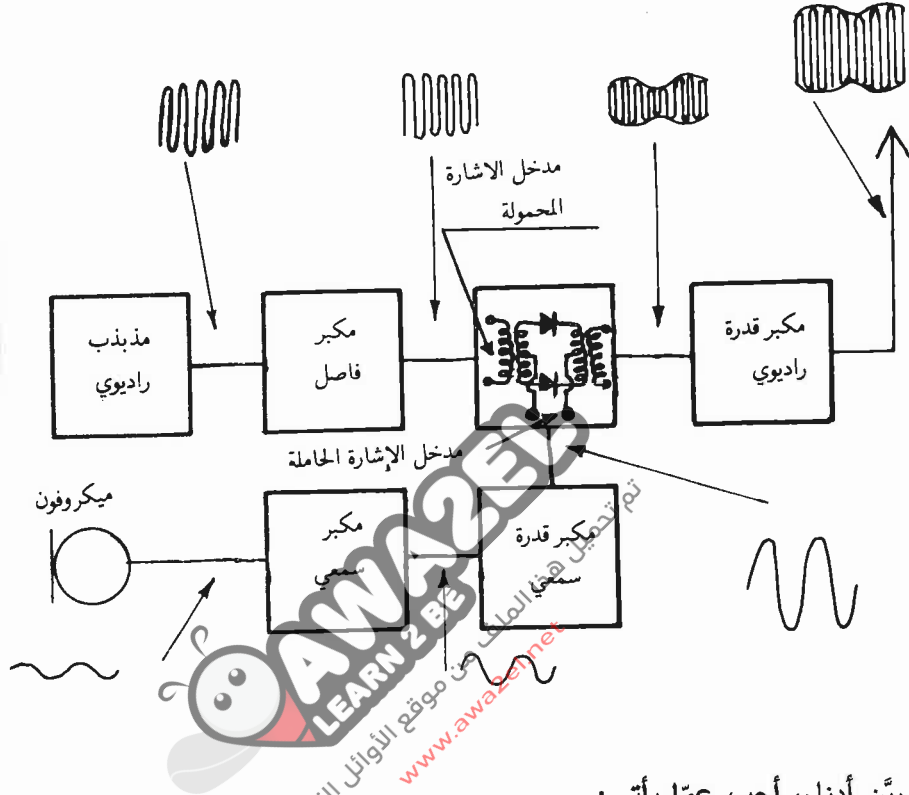 مدخل الاشارة
المحمولة
مذبذب
راديوي
مكبر
فاصل
مكبر قدرة
راديوي
مدخل الإشارة الحاملة
ميكروفون
مكبر
سمعي
مكبر قدرة
سمعي
AWA2EL
LEARN 2 BE
تم تحميل هذا الملف من موقع الأوائل
www.awa2el.net